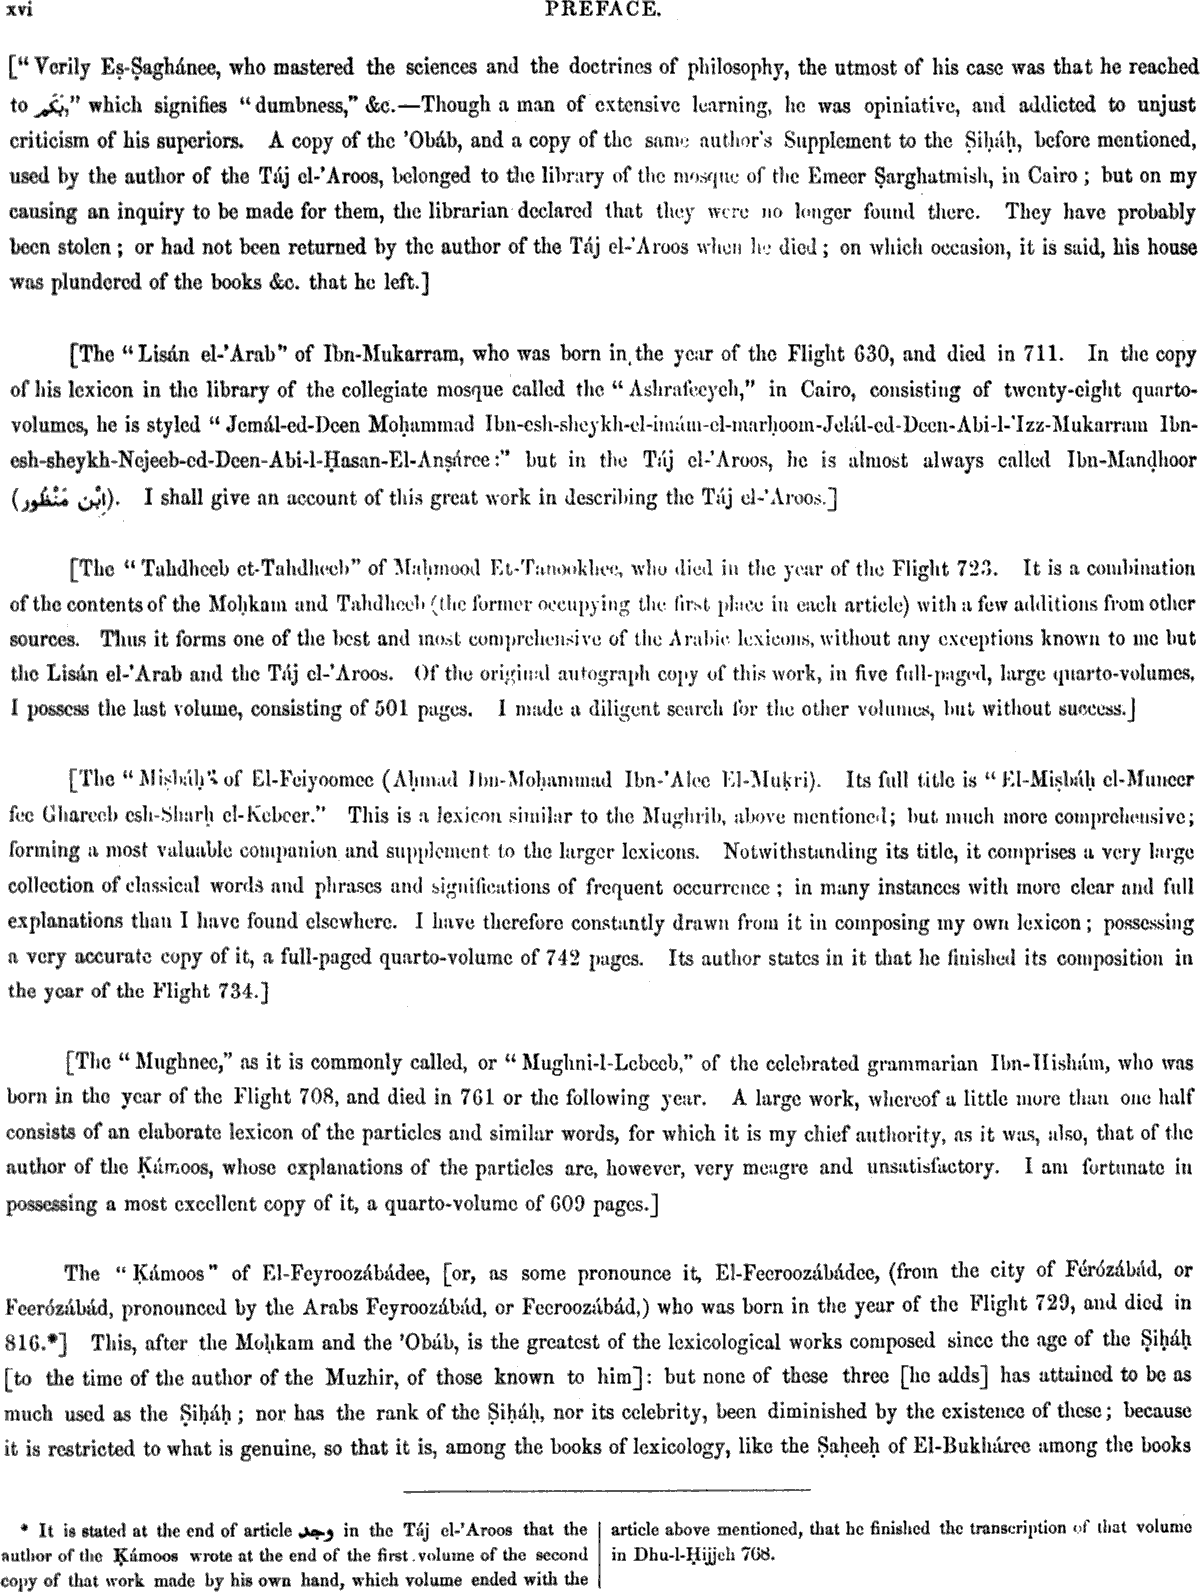 xvi PREFACE.
[“Verily Eṣ-Ṣaghánee, who mastered the sciences and the doctrines of philosophy, the utmost of his case was that he reached
to بَكَم,” which signifies “dumbness,” &c.—Though a man of extensive learning, he was opiniative, and addicted to unjust
criticism of his superiors. A copy of the ’Obáb, and a copy of the same author’s Supplement to the Ṣiḥáḥ, before mentioned,
used by the author of the Táj el-’Aroos, belonged to the library of the mosque of the Emeer Ṣarghatmish, in Cairo; but on my
causing an inquiry to be made for them, the librarian declared that they were no longer found there. They have probably
been stolen; or had not been returned by the author of the Táj el-’Aroos when he died; on which occasion, it is said, his house
was plundered of the books &c. that he left.]
[The “Lisán el-’Arab” of Ibn-Mukarram, who was born in the year of the Flight 630, and died in 711. In the copy
of his lexicon in the library of the collegiate mosque called the “Ashrafeeyeh,” in Cairo, consisting of twenty-eight quarto-
volumes, he is styled “Jemál-ed-Deen Moḥammad Ibn-esh-sheykh-el-imám-el-marḥoom-Jelál-ed-Deen-Abi-l-’Izz-Mukarram Ibn-
esh-sheykh-Nejeeb-ed-Deen-Abi-l-Ḥasan-El-Anṣáree:” but in the Táj el-’Aroos, he is almost always called Ibn-Manḍhoor
(اِبْن مَنْظُور). I shall give an account of this great work in describing the Táj el-’Aroos.]
[The “Tahdheeb et-Tahdheeb” of Maḥmood Et-Tanookhee, who died in the year of the Flight 723. It is a combination
of the contents of the Moḥkam and Tahdheeb (the former occupying the first place in each article) with a few additions from other
sources. Thus it forms one of the best and most comprehensive of the Arabic lexicons, without any exceptions known to me but
the Lisán el-’Arab and the Táj el-’Aroos. Of the original autograph copy of this work, in five full-paged, large quarto-volumes,
I possess the last volume, consisting of 501 pages. I made a diligent search for the other volumes, but without success.]
[The “Miṣbáḥ” of El-Feiyoomee (Aḥmad Ibn-Moḥammad Ibn-’Alee El-Muḳri). Its full title is “El-Miṣbáḥ el-Muneer
fee Ghareeb esh-Sharḥ el-Kebeer.” This is a lexicon similar to the Mughrib, above mentioned; but much more comprehensive;
forming a most valuable companion and supplement to the larger lexicons. Notwithstanding its title, it comprises a very large
collection of classical words and phrases and significations of frequent occurrence; in many instances with more clear and full
explanations than I have found elsewhere. I have therefore constantly drawn from it in composing my own lexicon; possessing
a very accurate copy of it, a full-paged quarto-volume of 742 pages. Its author states in it that he finished its composition in
the year of the Flight 734.]
[The “Mughnee,” as it is commonly called, or “Mughni-l-Lebeeb,” of the celebrated grammarian Ibn-Hishám, who was
born in the year of the Flight 708, and died in 761 or the following year. A large work, whereof a little more than one half
consists of an elaborate lexicon of the particles and similar words, for which it is my chief authority, as it was, also, that of the
author of the Ḳámoos, whose explanations of the particles are, however, very meagre and unsatisfactory. I am fortunate in
possessing a most excellent copy of it, a quarto-volume of 609 pages.]
The “Ḳámoos” of El-Feyroozábádee, [or, as some pronounce it, El-Feeroozábádee, (from the city of Férózábád, or
Feerózábád, pronounced by the Arabs Feyroozábád, or Feeroozábád,) who was born in the year of the Flight 729, and died in
816.*] This, after the Moḥkam and the ’Obáb, is the greatest of the lexicological works composed since the age of the Ṣiḥáḥ
[to the time of the author of the Muzhir, of those known to him]: but none of these three [he adds] has attained to be as
much used as the Ṣiḥáḥ; nor has the rank of the Ṣiḥáḥ, nor its celebrity, been diminished by the existence of these; because
it is restricted to what is genuine, so that it is, among the books of lexicology, like the Ṣaḥeeḥ of El-Bukháree among the books
* It is stated at the end of article وجد in the Táj el-’Aroos that the
author of the Ḳámoos wrote at the end of the first volume of the second
copy of that work made by his own hand, which volume ended with the
article above mentioned, that he finished the transcription of that volume
in Dhu-l-Ḥijjeh 768.